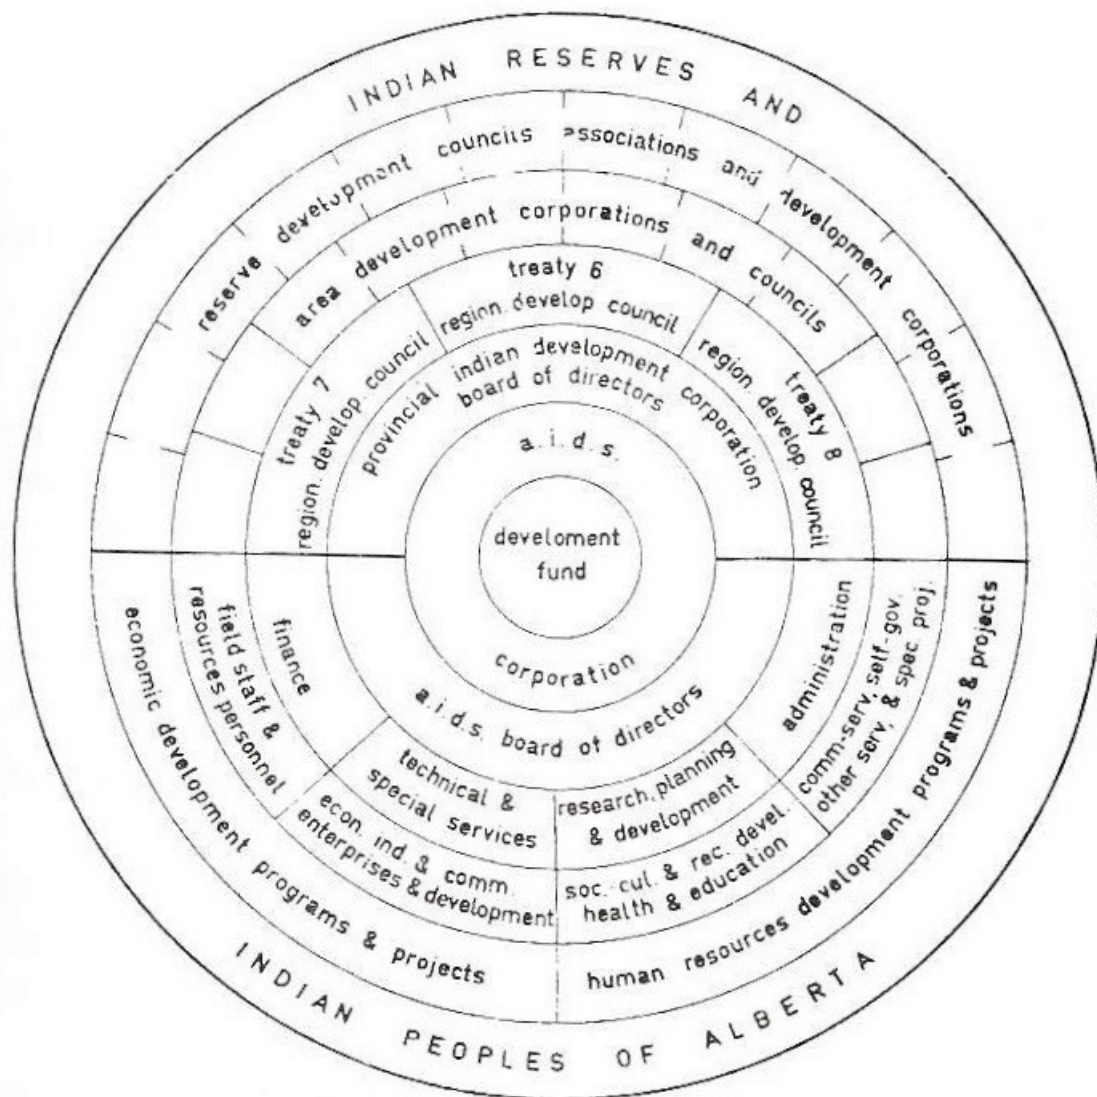 INDIAN RESERVES AND
reserve development councils associations and development corporations
area development corporations and councils
treaty 7
region. develop. council
treaty 6
region. develop council
treaty 8
region. develop. council
provincial indian development corporation
board of directors
a.i.d.s.
develoment
fund
corporation
a.i.d.s. board of directors
finance
technical &
special services
research, planning
& development
administration
field staff &
resources personnel
econ. ind. & comm.
enterprises & development
soc.-cul. & rec. devel.
health & education
comm-serv, self-gov.
other serv, & spec proj.
economic development programs & projects
human resources development programs & projects
INDIAN PEOPLES OF ALBERTA